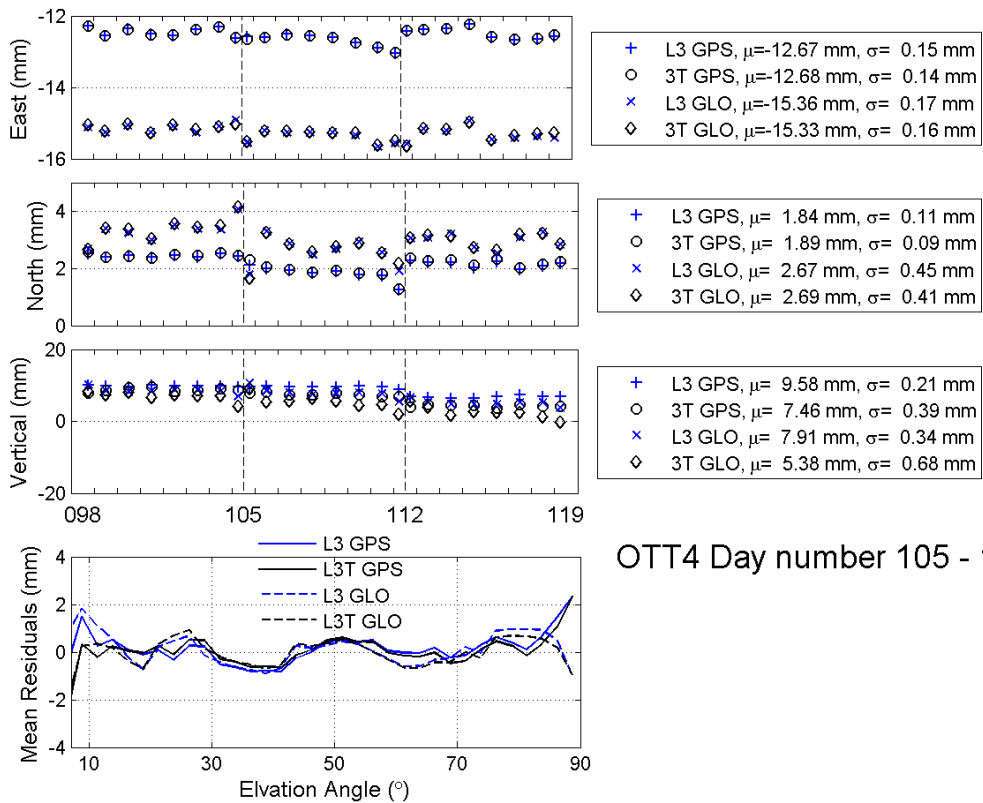 East (mm)
-12
-14
-16
+ L3 GPS, μ=-12.67 mm, σ= 0.15 mm
o 3T GPS, μ=-12.68 mm, σ= 0.14 mm
× L3 GLO, μ=-15.36 mm, σ= 0.17 mm
◇ 3T GLO, μ=-15.33 mm, σ= 0.16 mm
North (mm)
4
2
0
+ L3 GPS, μ= 1.84 mm, σ= 0.11 mm
o 3T GPS, μ= 1.89 mm, σ= 0.09 mm
× L3 GLO, μ= 2.67 mm, σ= 0.45 mm
◇ 3T GLO, μ= 2.69 mm, σ= 0.41 mm
Vertical (mm)
20
10
0
-20
098 105 112 119
+ L3 GPS, μ= 9.58 mm, σ= 0.21 mm
o 3T GPS, μ= 7.46 mm, σ= 0.39 mm
× L3 GLO, μ= 7.91 mm, σ= 0.34 mm
◇ 3T GLO, μ= 5.38 mm, σ= 0.68 mm
OTT4 Day number 105 -
Mean Residuals (mm)
4
2
0
-2
-4
L3 GPS
L3T GPS
L3 GLO
L3T GLO
10 30 50 70 90
Elvation Angle (°)